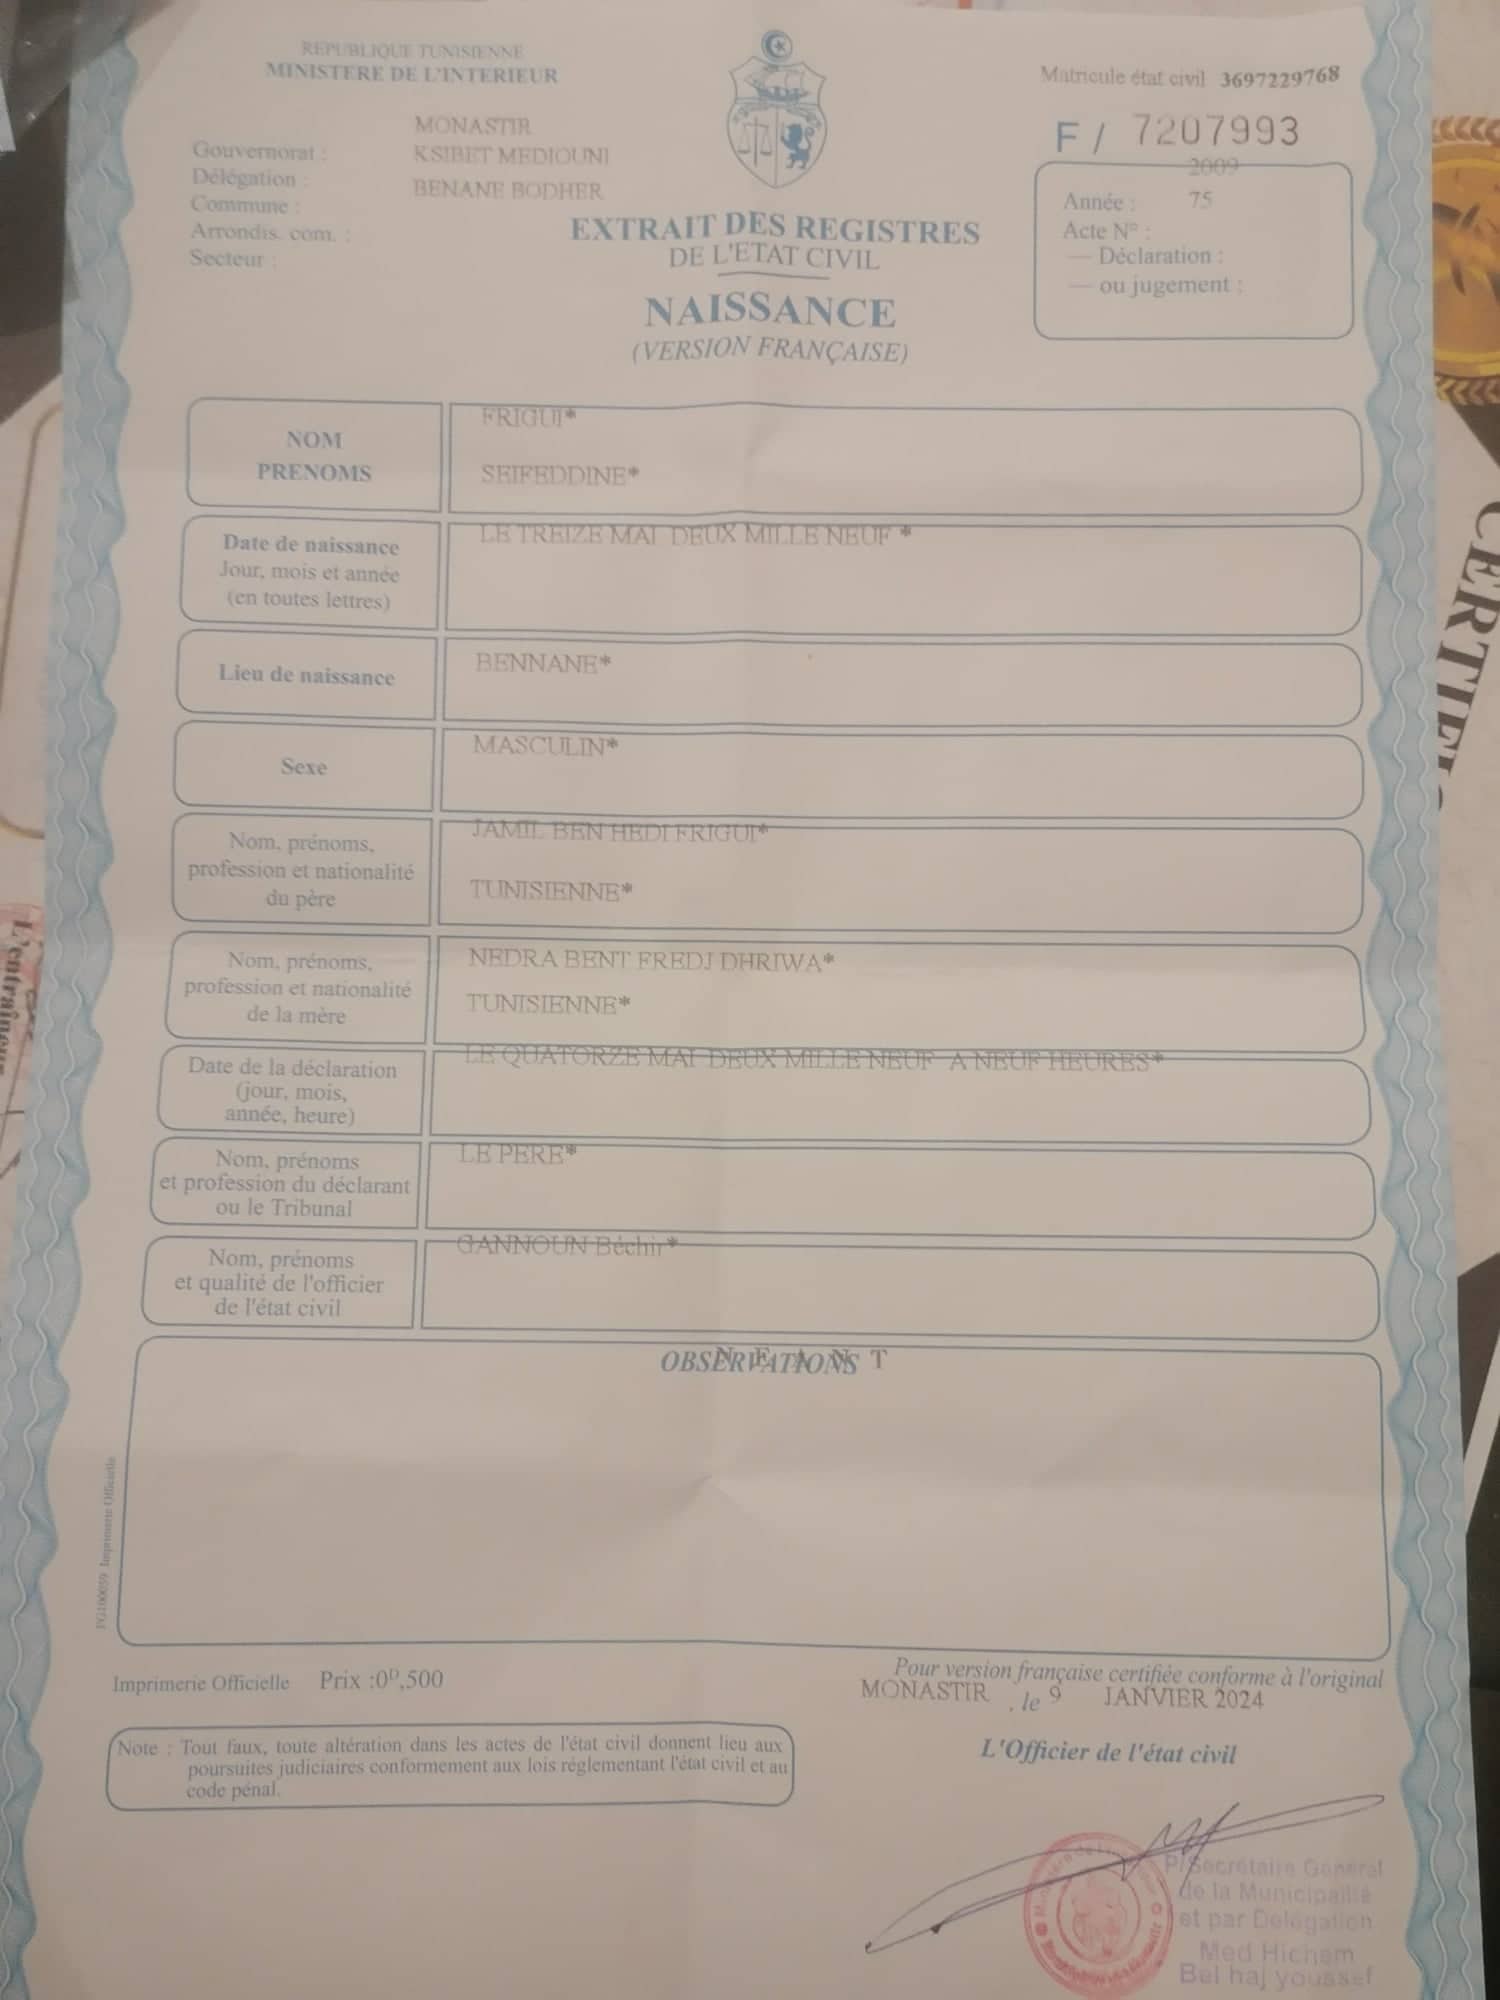 REPUBLIQUE TUNISIENNE
MINISTERE DE L'INTERIEUR
Matricule état civil 3697229768
F / 7207993
MONASTIR
Gouvernorat :
KSIBET MEDIOUNI
Délégation :
BENANE BODHER
Commune :
Arrondis. com. :
Secteur :
2009
Année : 75
Acte N° :
— Déclaration :
— ou jugement :
EXTRAIT DES REGISTRES
DE L'ETAT CIVIL
NAISSANCE
(VERSION FRANÇAISE)
NOM
PRENOMS
FRIGUI*
SEIFEDDINE*
Date de naissance
Jour, mois et année
(en toutes lettres)
LE TREIZE MAI DEUX MILLE NEUF *
Lieu de naissance
BENNANE*
Sexe
MASCULIN*
Nom, prénoms,
profession et nationalité
du père
JAMIL BEN HEDI FRIGUI*
TUNISIENNE*
Nom, prénoms,
profession et nationalité
de la mère
NEDRA BENT FREDJ DHRIWA*
TUNISIENNE*
Date de la déclaration
(jour, mois,
année, heure)
LE QUATORZE MAI DEUX MILLE NEUF A NEUF HEURES*
Nom, prénoms
et profession du déclarant
ou le Tribunal
LE PERE*
Nom, prénoms
et qualité de l'officier
de l'état civil
GANNOUN Béchir*
OBSERVATIONS
N E A N T
PG100059 Imprimerie Officielle
Imprimerie Officielle Prix :0ᴰ,500
Pour version française certifiée conforme à l'original
MONASTIR , le 9 JANVIER 2024
Note : Tout faux, toute altération dans les actes de l'état civil donnent lieu aux
poursuites judiciaires conformement aux lois réglementant l'état civil et au
code pénal.
L'Officier de l'état civil
P/Secrétaire Général
de la Municipalité
et par Délégation
Med Hichem
Bel haj youssef
CERTIFI
L'entraîneur